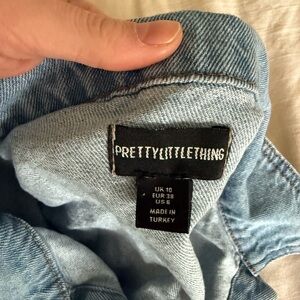 PRETTYLITTLETHING
UK 10
EUR 38
US 6
MADE IN
TURKEY